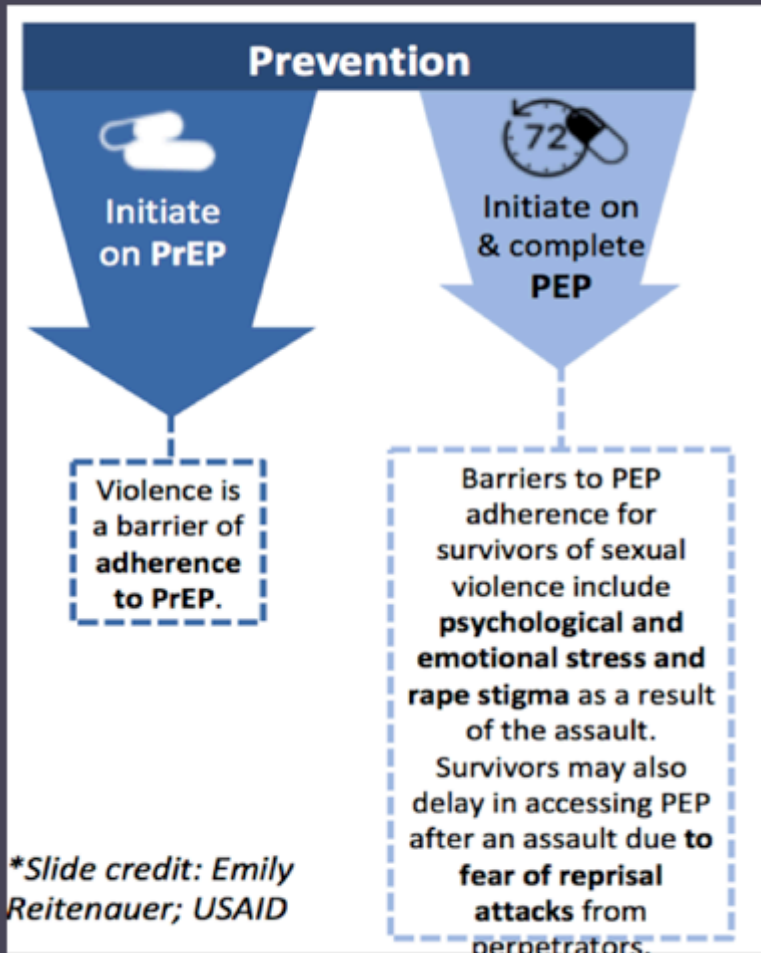 Prevention
Initiate
on PrEP
72
Initiate on
& complete
PEP
Violence is
a barrier of
adherence
to PrEP.
Barriers to PEP
adherence for
survivors of sexual
violence include
psychological and
emotional stress and
rape stigma as a result
of the assault.
Survivors may also
delay in accessing PEP
after an assault due to
fear of reprisal
attacks from
perpetrators.
*Slide credit: Emily
Reitenauer; USAID